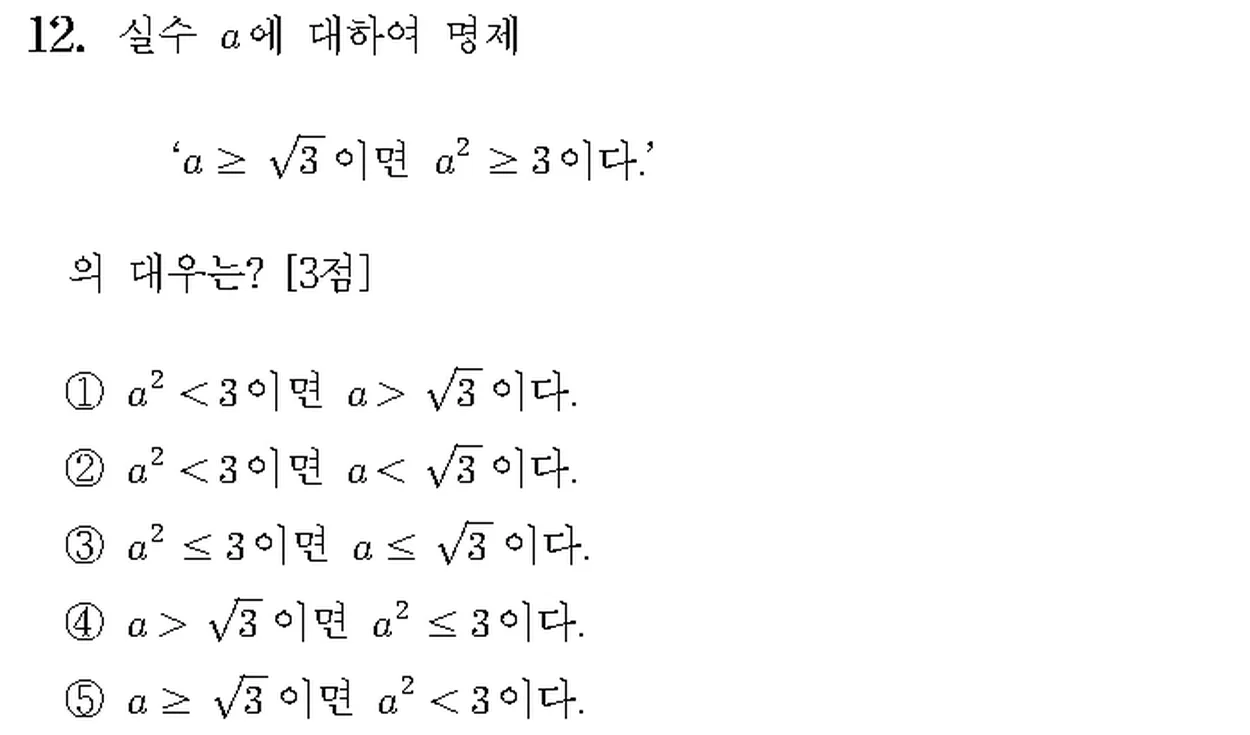 12. 실수 a에 대하여 명제
‘a ≥ √3 이면 a² ≥ 3이다.’
의 대우는? [3점]
① a² < 3이면 a > √3 이다.
② a² < 3이면 a < √3 이다.
③ a² ≤ 3이면 a ≤ √3 이다.
④ a > √3 이면 a² ≤ 3이다.
⑤ a ≥ √3 이면 a² < 3이다.